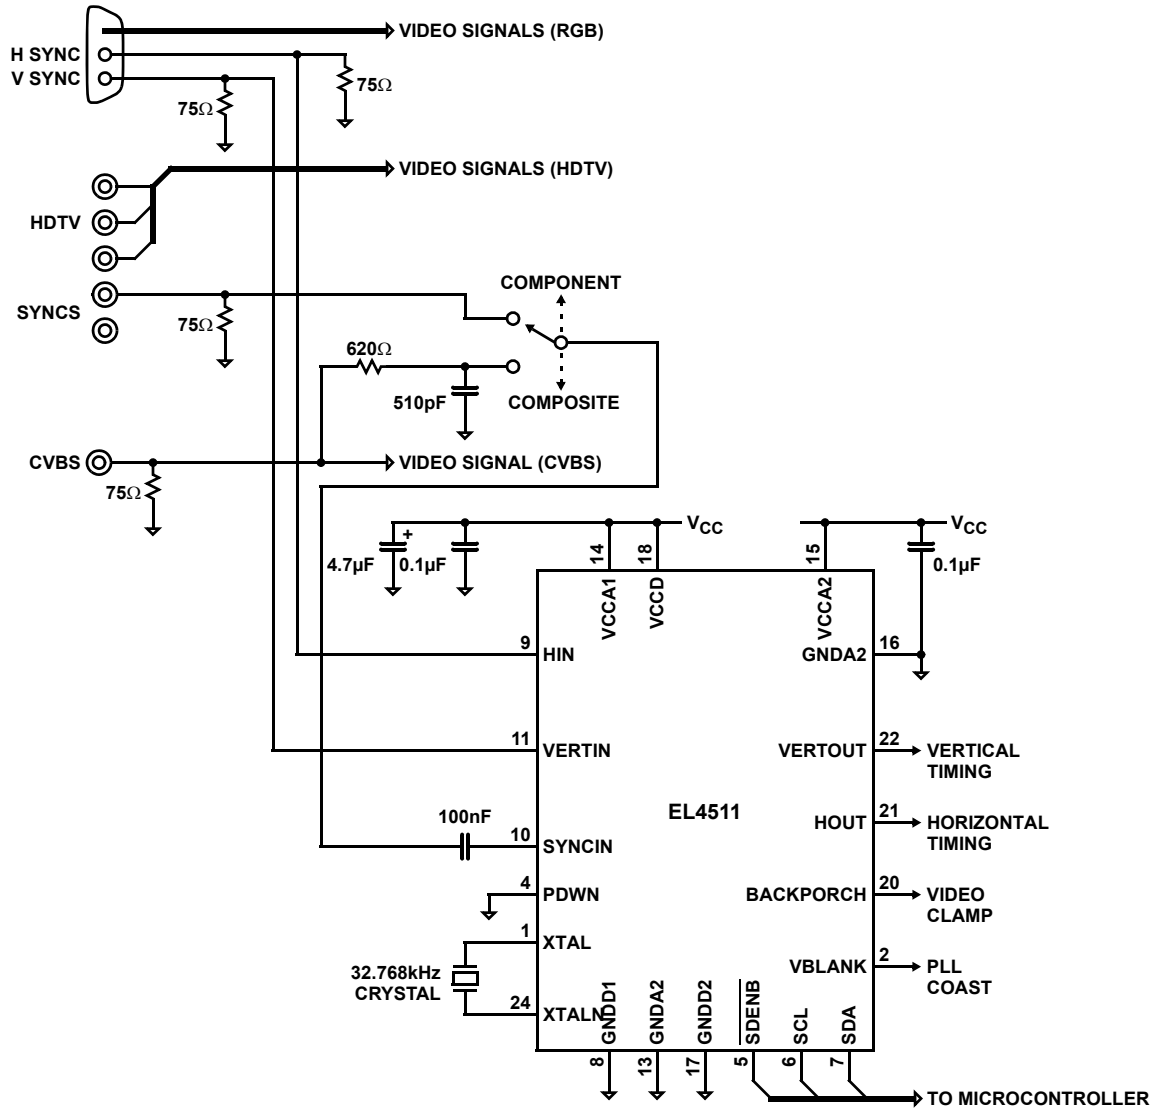 VIDEO SIGNALS (RGB)
H SYNC
V SYNC
75Ω
75Ω
VIDEO SIGNALS (HDTV)
HDTV
COMPONENT
SYNCS
75Ω
620Ω
510pF
COMPOSITE
CVBS
VIDEO SIGNAL (CVBS)
75Ω
VCC
VCC
+
4.7µF
0.1µF
14
18
15
0.1µF
VCCA1
VCCD
VCCA2
9
HIN
GNDA2
16
11
VERTIN
VERTOUT
22
VERTICAL
TIMING
EL4511
100nF
HOUT
21
HORIZONTAL
TIMING
10
SYNCIN
4
PDWN
BACKPORCH
20
VIDEO
CLAMP
1
XTAL
VBLANK
2
PLL
COAST
32.768kHz
CRYSTAL
24
XTALN
GNDD1
GNDA2
GNDD2
SDENB
SCL
SDA
8
13
17
5
6
7
TO MICROCONTROLLER